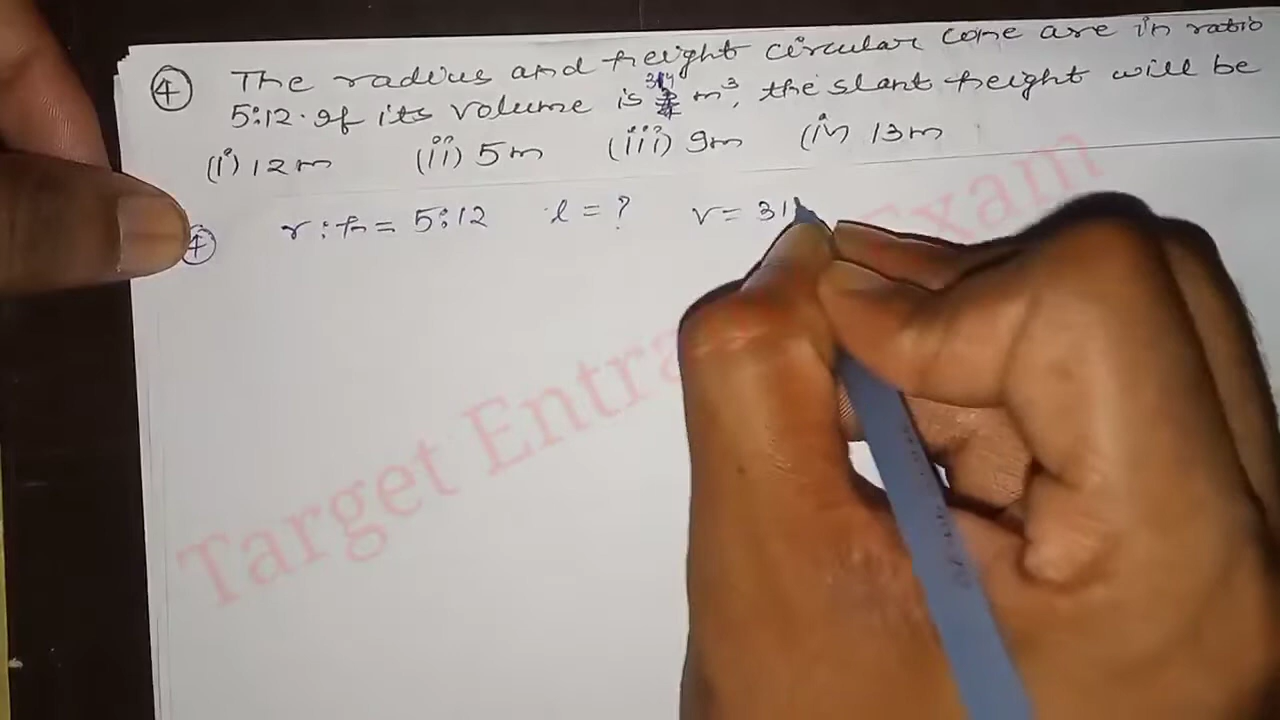 ④ The radius and height circular cone are in ratio
5:12. If its volume is 314 m³, the slant height will be
(i) 12m (ii) 5m (iii) 9m (iv) 13m
④ r:h = 5:12 l = ? V = 31
Target Entra Exam